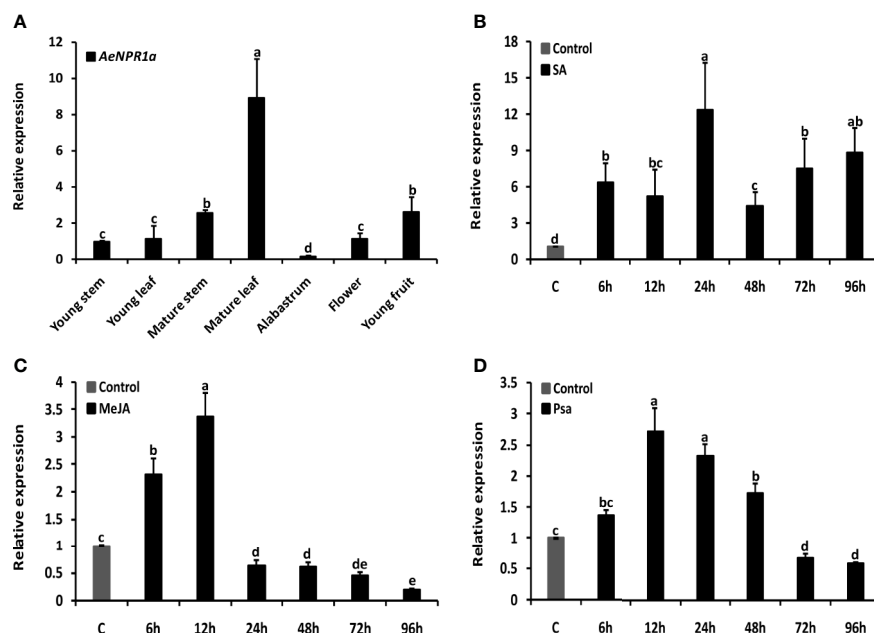 A
AeNPR1a
Relative expression
12
10
8
6
4
2
0
c
c
b
a
d
c
b
Young stem
Young leaf
Mature stem
Mature leaf
Alabastrum
Flower
Young fruit
B
Control
SA
Relative expression
18
15
12
9
6
3
0
d
b
bc
a
c
b
ab
C 6h 12h 24h 48h 72h 96h
C
Control
MeJA
Relative expression
4
3.5
3
2.5
2
1.5
1
0.5
0
c
b
a
d
d
de
e
C 6h 12h 24h 48h 72h 96h
D
Control
Psa
Relative expression
3.5
3
2.5
2
1.5
1
0.5
0
c
bc
a
a
b
d
d
C 6h 12h 24h 48h 72h 96h